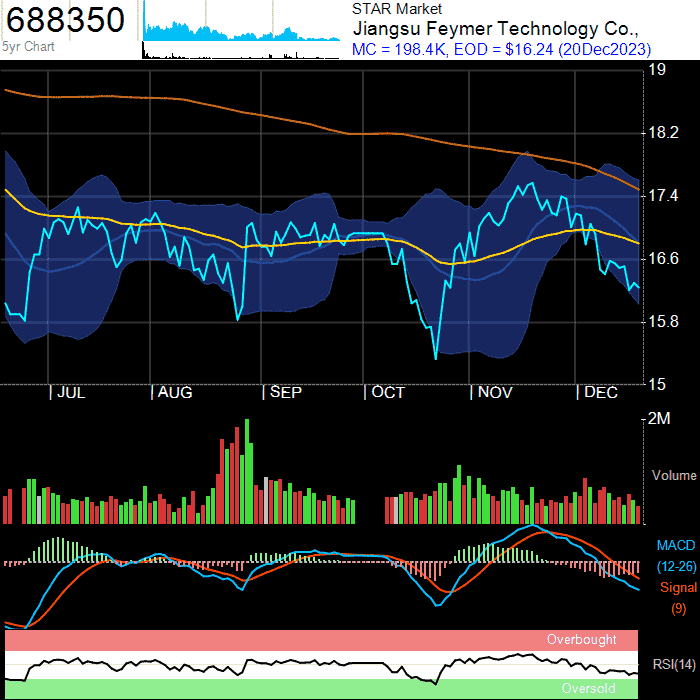 688350
5yr Chart
STAR Market
Jiangsu Feymer Technology Co.,
MC = 198.4K, EOD = $16.24 (20Dec2023)
19
18.2
17.4
16.6
15.8
15
| JUL | AUG | SEP | OCT | NOV | DEC
2M
Volume
MACD
(12-26)
Signal
(9)
Overbought
RSI(14)
Oversold